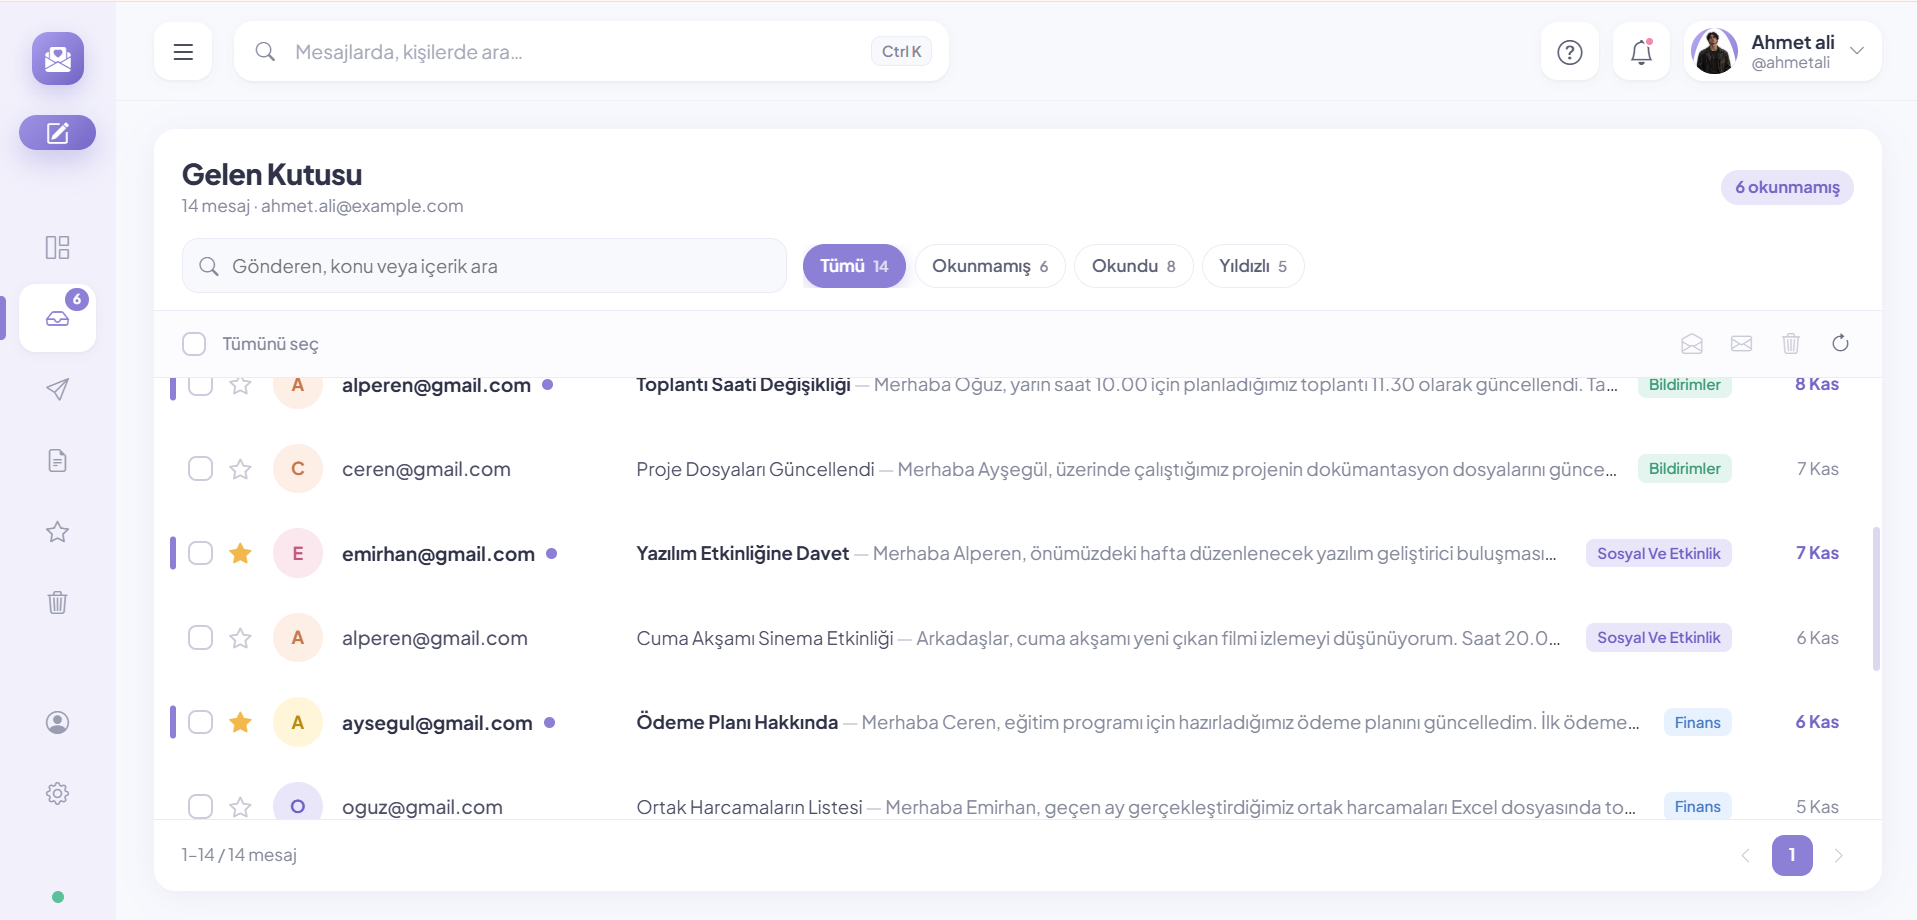 Mesajlarda, kişilerde ara...
Ctrl K
Ahmet ali
@ahmetali
Gelen Kutusu
14 mesaj · ahmet.ali@example.com
6 okunmamış
Gönderen, konu veya içerik ara
Tümü 14
Okunmamış 6
Okundu 8
Yıldızlı 5
6
Tümünü seç
A alperen@gmail.com Toplantı Saati Değişikliği — Merhaba Oğuz, yarın saat 10.00 için planladığımız toplantı 11.30 olarak güncellendi. Ta... Bildirimler 8 Kas
C ceren@gmail.com Proje Dosyaları Güncellendi — Merhaba Ayşegül, üzerinde çalıştığımız projenin dokümantasyon dosyalarını günce... Bildirimler 7 Kas
E emirhan@gmail.com Yazılım Etkinliğine Davet — Merhaba Alperen, önümüzdeki hafta düzenlenecek yazılım geliştirici buluşması... Sosyal Ve Etkinlik 7 Kas
A alperen@gmail.com Cuma Akşamı Sinema Etkinliği — Arkadaşlar, cuma akşamı yeni çıkan filmi izlemeyi düşünüyorum. Saat 20.0... Sosyal Ve Etkinlik 6 Kas
A aysegul@gmail.com Ödeme Planı Hakkında — Merhaba Ceren, eğitim programı için hazırladığımız ödeme planını güncelledim. İlk ödeme... Finans 6 Kas
O oguz@gmail.com Ortak Harcamaların Listesi — Merhaba Emirhan, geçen ay gerçekleştirdiğimiz ortak harcamaları Excel dosyasında to... Finans 5 Kas
1–14 / 14 mesaj
1